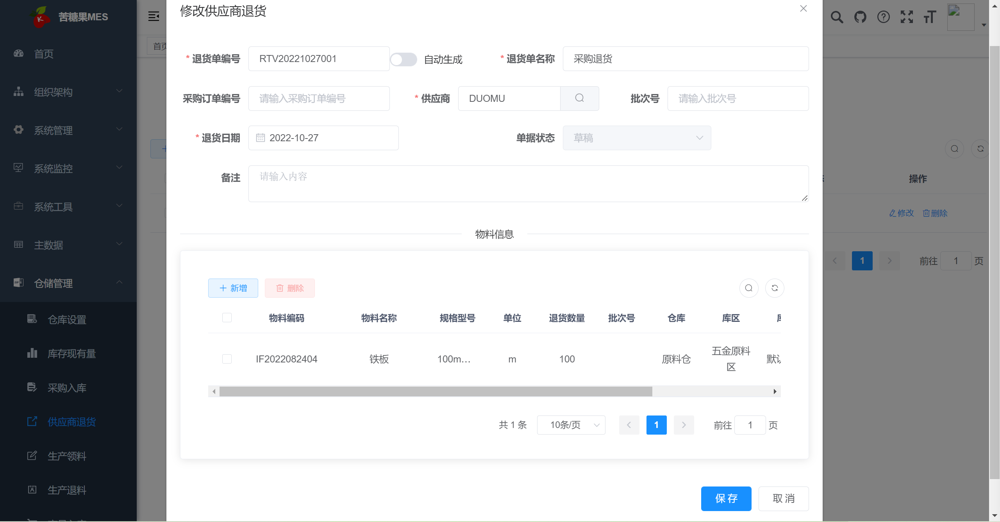 苦糖果MES
首页
组织架构
系统管理
系统监控
系统工具
主数据
仓储管理
仓库设置
库存现有量
采购入库
供应商退货
生产领料
生产退料
首页
修改供应商退货
* 退货单编号 RTV20221027001 自动生成 * 退货单名称 采购退货
采购订单编号 请输入采购订单编号 * 供应商 DUOMU 批次号 请输入批次号
* 退货日期 2022-10-27 单据状态 草稿
备注 请输入内容
物料信息
新增 删除
物料编码 物料名称 规格型号 单位 退货数量 批次号 仓库 库区
IF2022082404 铁板 100m... m 100 原料仓 五金原料区 默认
共 1 条 10条/页 1 前往 1 页
保 存 取 消
操作
修改 删除
1 前往 1 页